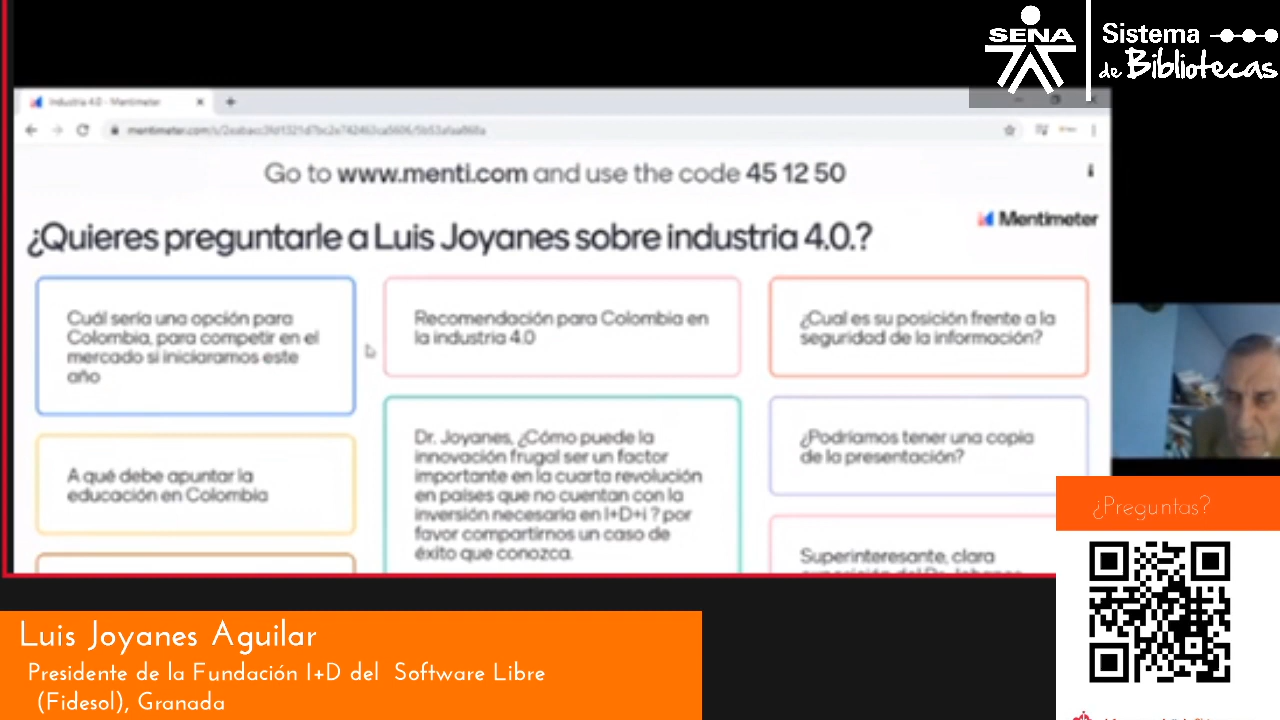 SENA
Sistema
de Bibliotecas
Industria 4.0 - Mentimeter
Go to www.menti.com and use the code 45 12 50
Mentimeter
¿Quieres preguntarle a Luis Joyanes sobre industria 4.0.?
Cuál sería una opción para
Colombia, para competir en el
mercado si iniciaramos este
año
A qué debe apuntar la
educación en Colombia
Recomendación para Colombia en
la industria 4.0
Dr. Joyanes, ¿Cómo puede la
innovación frugal ser un factor
importante en la cuarta revolución
en países que no cuentan con la
inversión necesaria en I+D+i ? por
favor compartirnos un caso de
éxito que conozca.
¿Cual es su posición frente a la
seguridad de la información?
¿Podríamos tener una copia
de la presentación?
Superinteresante, clara
¿Preguntas?
Luis Joyanes Aguilar
Presidente de la Fundación I+D del Software Libre
(Fidesol), Granada